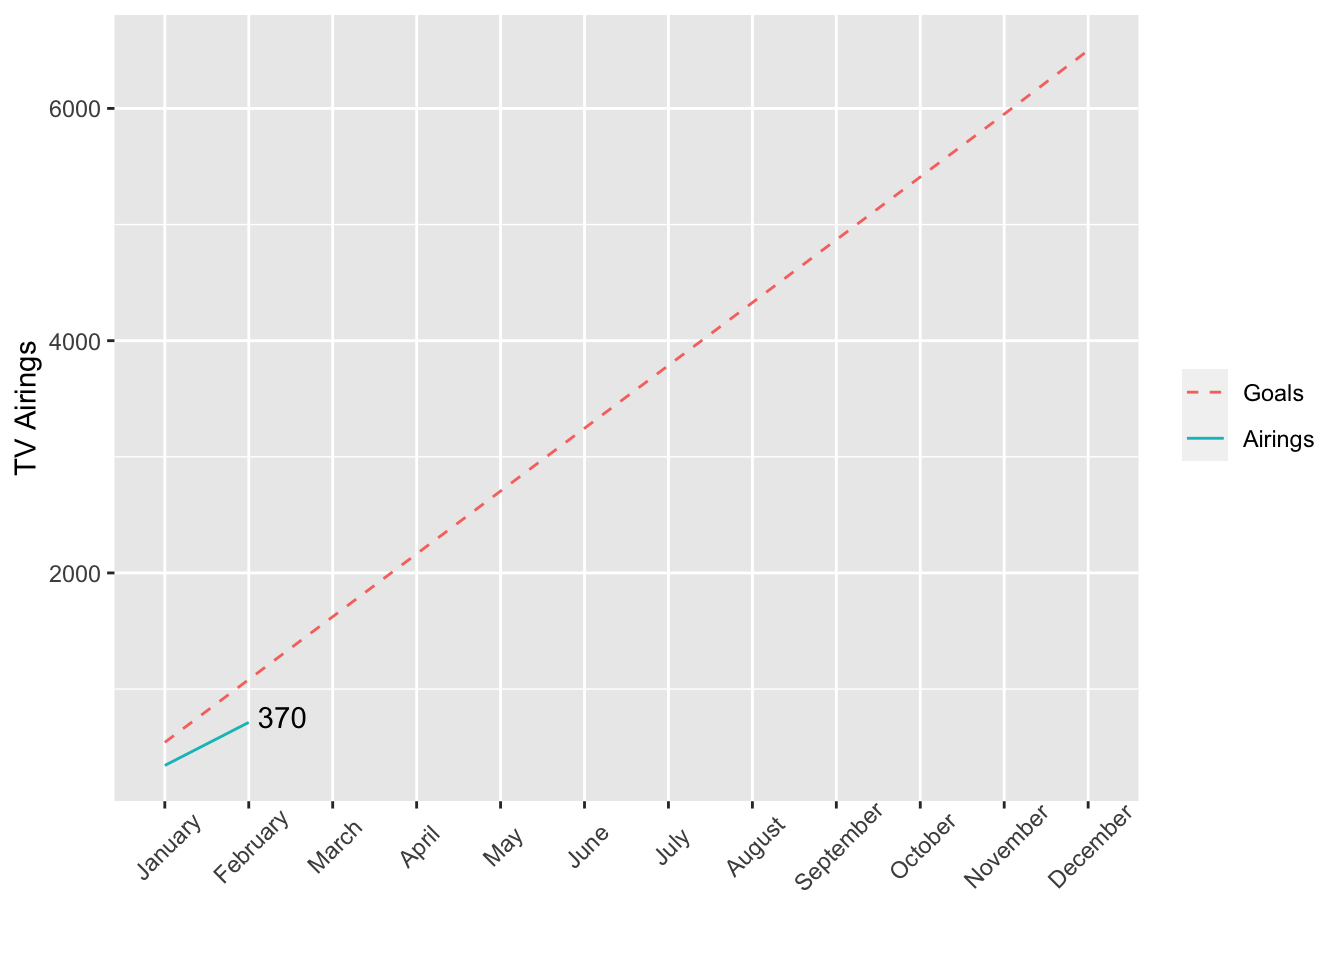 6000
4000
2000
TV Airings
370
January
February
March
April
May
June
July
August
September
October
November
December
Goals
Airings